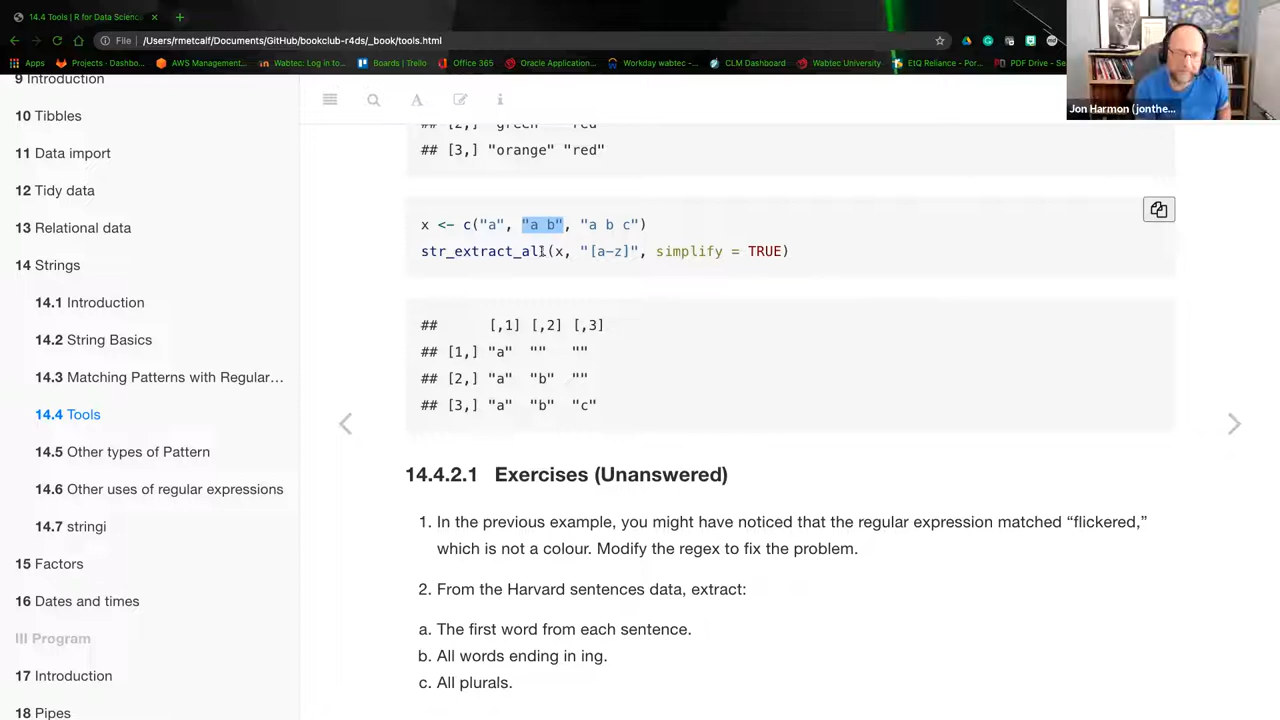 14.4 Tools | R for Data Scienc
File | /Users/rmetcalf/Documents/GitHub/bookclub-r4ds/_book/tools.html
Apps Projects - Dashbo... AWS Management... Wabtec: Log in to... Boards | Trello Office 365 Oracle Application... Workday wabtec -... CLM Dashboard Wabtec University EtQ Reliance - Por... PDF Drive - Se
Jon Harmon (jonthe...
9 Introduction
10 Tibbles
11 Data import
12 Tidy data
13 Relational data
14 Strings
14.1 Introduction
14.2 String Basics
14.3 Matching Patterns with Regular...
14.4 Tools
14.5 Other types of Pattern
14.6 Other uses of regular expressions
14.7 stringi
15 Factors
16 Dates and times
III Program
17 Introduction
18 Pipes
## [2,] "green" "red"
## [3,] "orange" "red"
x <- c("a", "a b", "a b c")
str_extract_all(x, "[a-z]", simplify = TRUE)
## [,1] [,2] [,3]
## [1,] "a" "" ""
## [2,] "a" "b" ""
## [3,] "a" "b" "c"
14.4.2.1 Exercises (Unanswered)
1. In the previous example, you might have noticed that the regular expression matched “flickered,”
which is not a colour. Modify the regex to fix the problem.
2. From the Harvard sentences data, extract:
a. The first word from each sentence.
b. All words ending in ing.
c. All plurals.